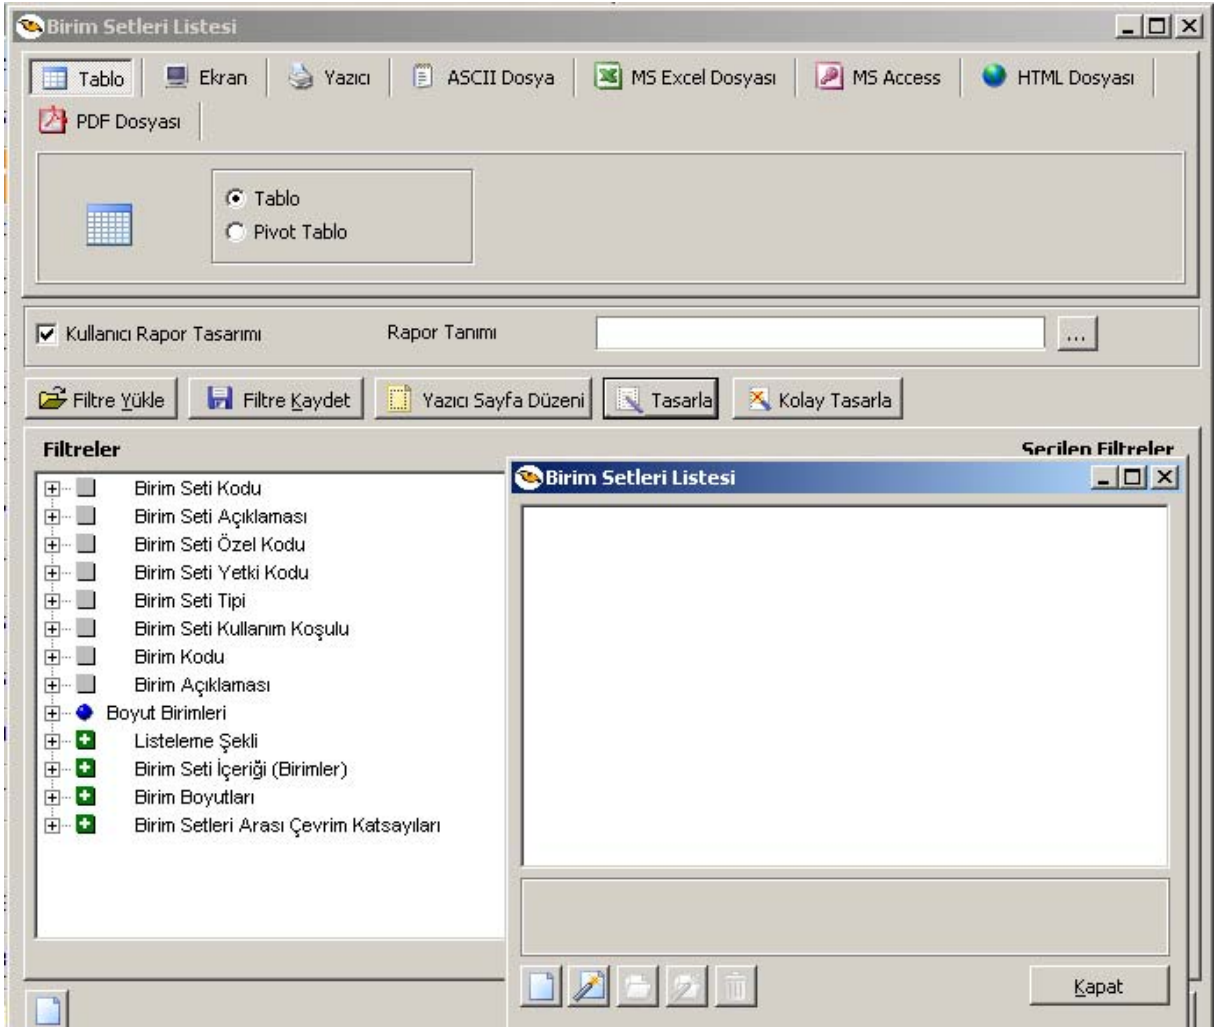 Birim Setleri Listesi
Tablo Ekran Yazıcı ASCII Dosya MS Excel Dosyası MS Access HTML Dosyası
PDF Dosyası
Tablo
Pivot Tablo
Kullanıcı Rapor Tasarımı Rapor Tanımı ...
Filtre Yükle Filtre Kaydet Yazıcı Sayfa Düzeni Tasarla Kolay Tasarla
Filtreler Seçilen Filtreler
Birim Seti Kodu
Birim Seti Açıklaması
Birim Seti Özel Kodu
Birim Seti Yetki Kodu
Birim Seti Tipi
Birim Seti Kullanım Koşulu
Birim Kodu
Birim Açıklaması
Boyut Birimleri
Listeleme Şekli
Birim Seti İçeriği (Birimler)
Birim Boyutları
Birim Setleri Arası Çevrim Katsayıları
Birim Setleri Listesi
Kapat